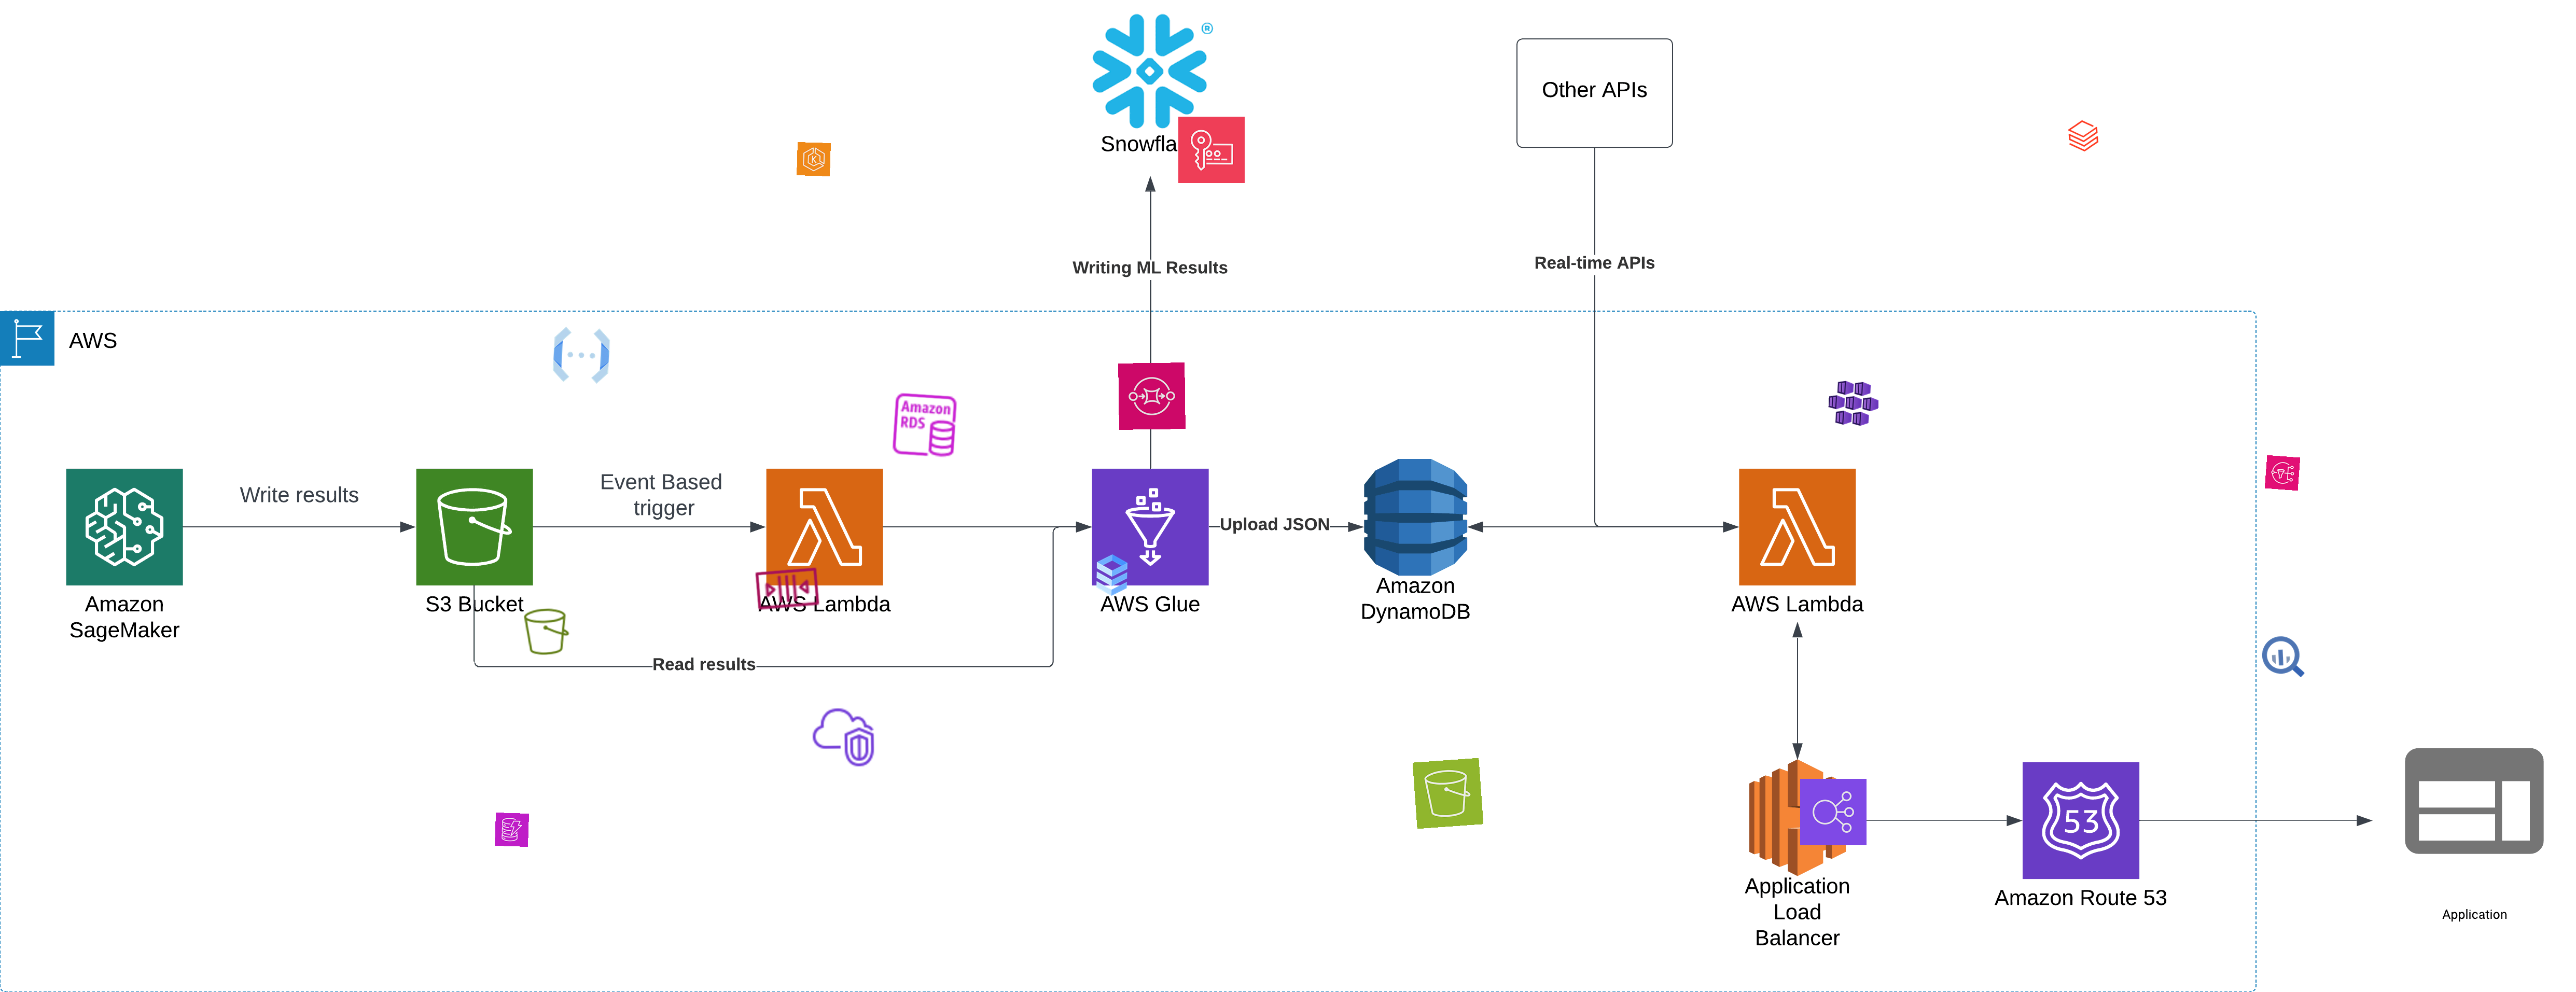 ®
Snowfla
Other APIs
Writing ML Results
Real-time APIs
AWS
Amazon
RDS
Write results
Event Based
trigger
Upload JSON
Amazon
SageMaker
S3 Bucket
AWS Lambda
AWS Glue
Amazon
DynamoDB
AWS Lambda
Read results
53
Application
Load
Balancer
Amazon Route 53
Application
K